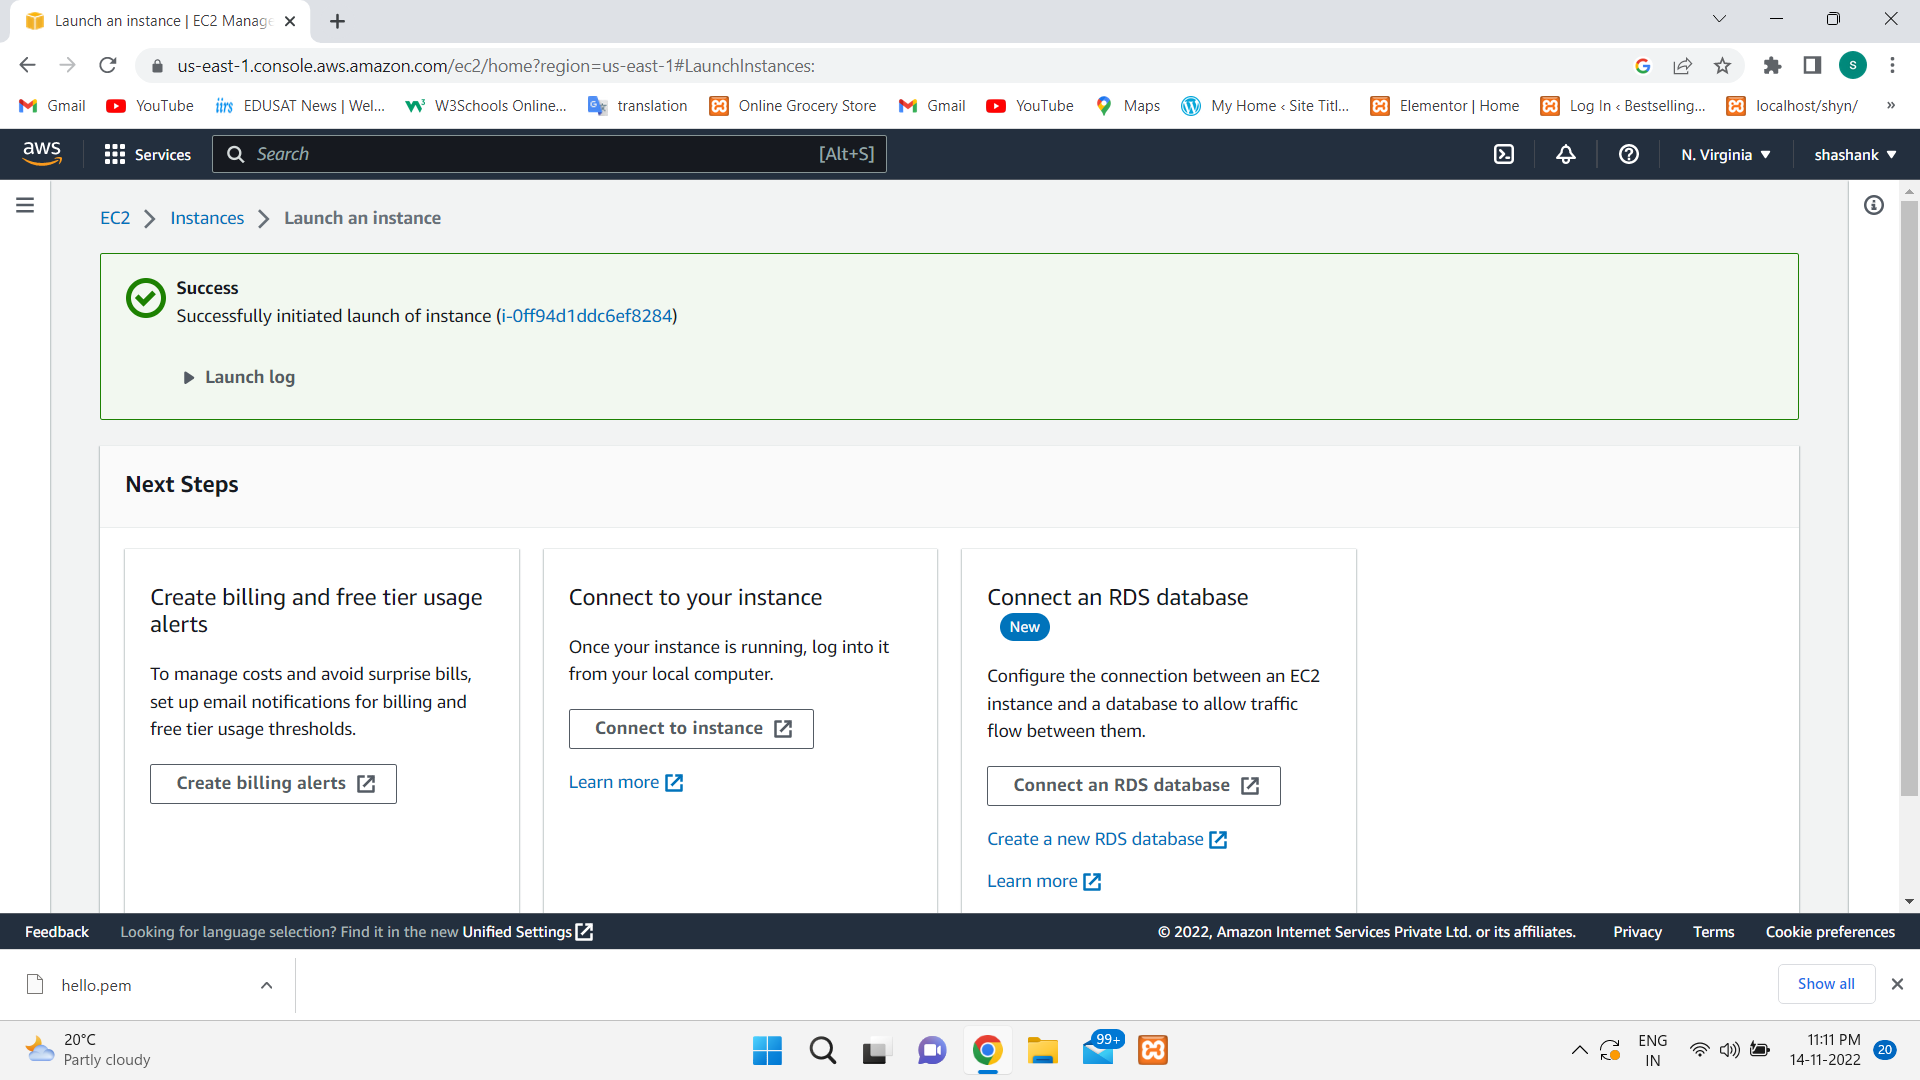 Launch an instance | EC2 Manage
us-east-1.console.aws.amazon.com/ec2/home?region=us-east-1#LaunchInstances:
S
Gmail YouTube EDUSAT News | Wel... W3Schools Online... translation Online Grocery Store Gmail YouTube Maps My Home ‹ Site Titl... Elementor | Home Log In ‹ Bestselling... localhost/shyn/ »
aws Services Search [Alt+S] N. Virginia shashank
EC2 Instances Launch an instance
Success
Successfully initiated launch of instance (i-0ff94d1ddc6ef8284)
Launch log
Next Steps
Create billing and free tier usage
alerts
To manage costs and avoid surprise bills,
set up email notifications for billing and
free tier usage thresholds.
Create billing alerts
Connect to your instance
Once your instance is running, log into it
from your local computer.
Connect to instance
Learn more
Connect an RDS database
New
Configure the connection between an EC2
instance and a database to allow traffic
flow between them.
Connect an RDS database
Create a new RDS database
Learn more
Feedback Looking for language selection? Find it in the new Unified Settings © 2022, Amazon Internet Services Private Ltd. or its affiliates. Privacy Terms Cookie preferences
hello.pem Show all
20°C
Partly cloudy
99+
ENG
IN
11:11 PM
14-11-2022
20